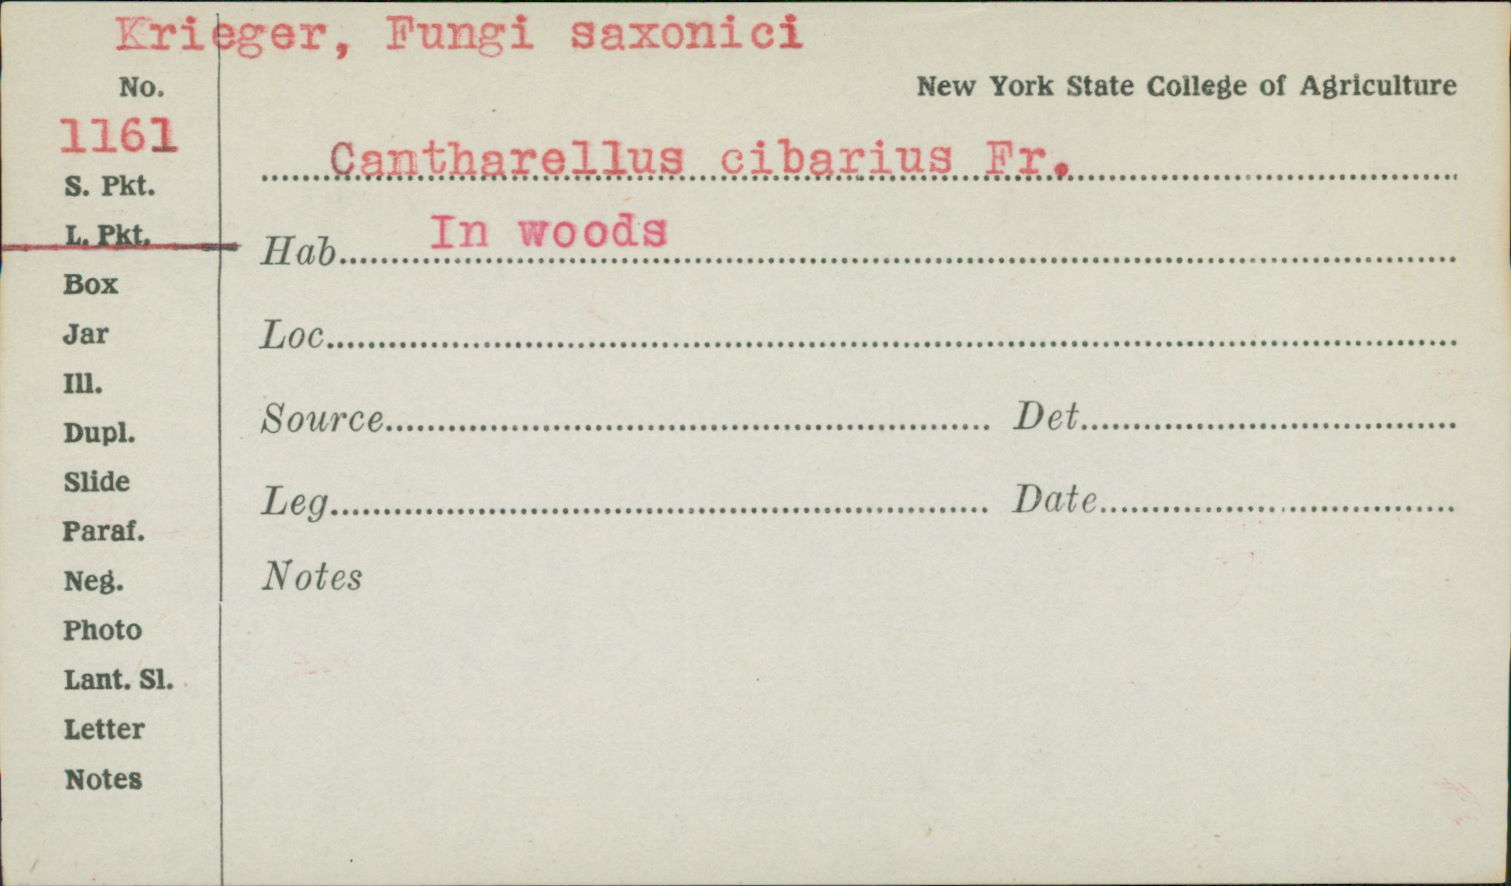 Krieger, Fungi saxonici
No.
New York State College of Agriculture
1161
Cantharellus cibarius Fr.
S. Pkt.
L. Pkt.
Hab. In woods
Box
Loc.
Jar
Ill.
Source Det.
Dupl.
Slide
Leg. Date
Paraf.
Neg.
Notes
Photo
Lant. Sl.
Letter
Notes